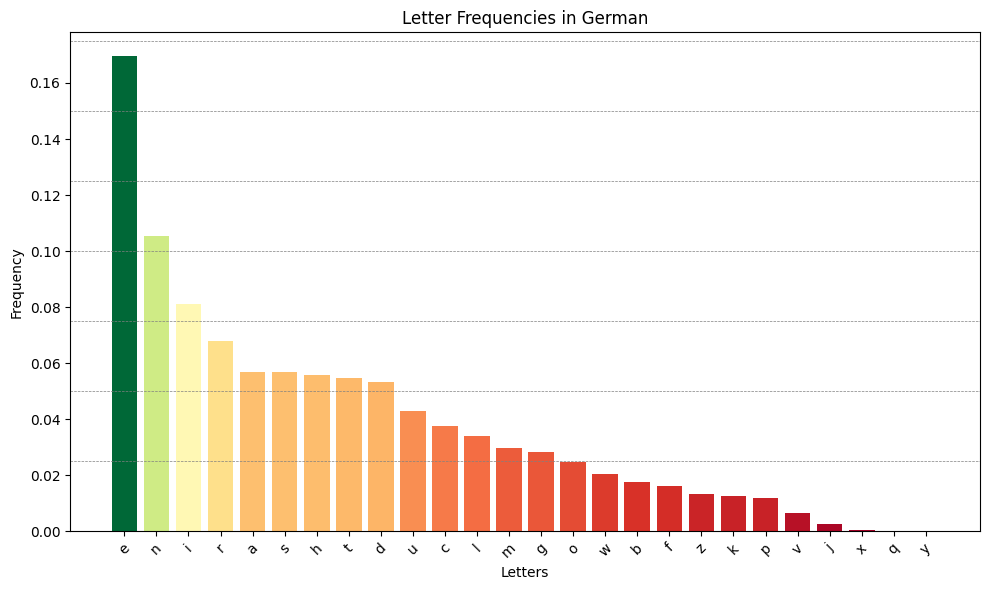 Letter Frequencies in German
Frequency
0.16
0.14
0.12
0.10
0.08
0.06
0.04
0.02
0.00
e n i r a s h t d u c l m g o w b f z k p v j x q y
Letters